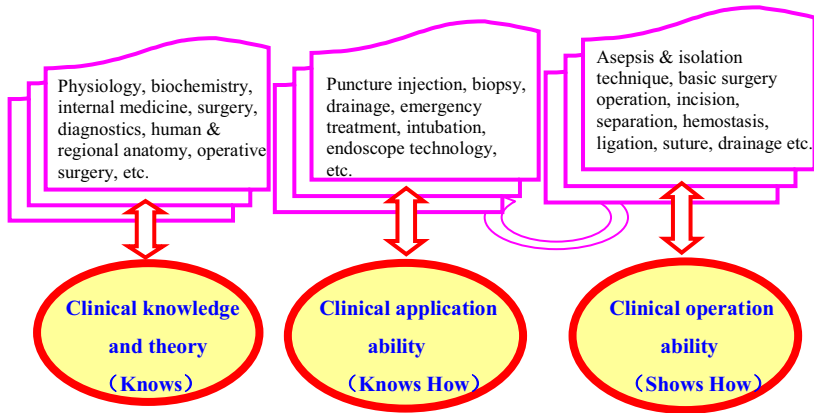 Physiology, biochemistry,
internal medicine, surgery,
diagnostics, human &
regional anatomy, operative
surgery, etc.
Puncture injection, biopsy,
drainage, emergency
treatment, intubation,
endoscope technology,
etc.
Asepsis & isolation
technique, basic surgery
operation, incision,
separation, hemostasis,
ligation, suture, drainage etc.
Clinical knowledge
and theory
（Knows）
Clinical application
ability
（Knows How）
Clinical operation
ability
（Shows How）